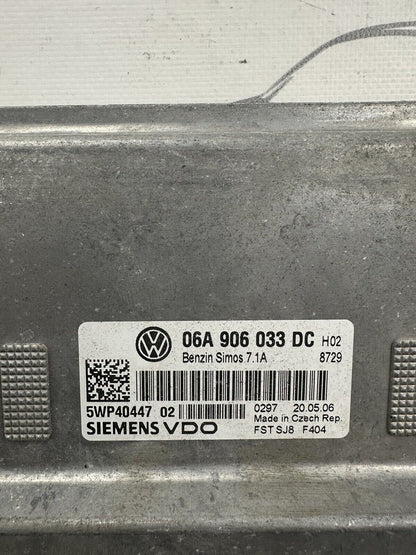 06A 906 033 DC H02
Benzin Simos 7.1A 8729
5WP40447 02 0297 20.05.06
Made in Czech Rep.
SIEMENS VDO FST SJ8 F404